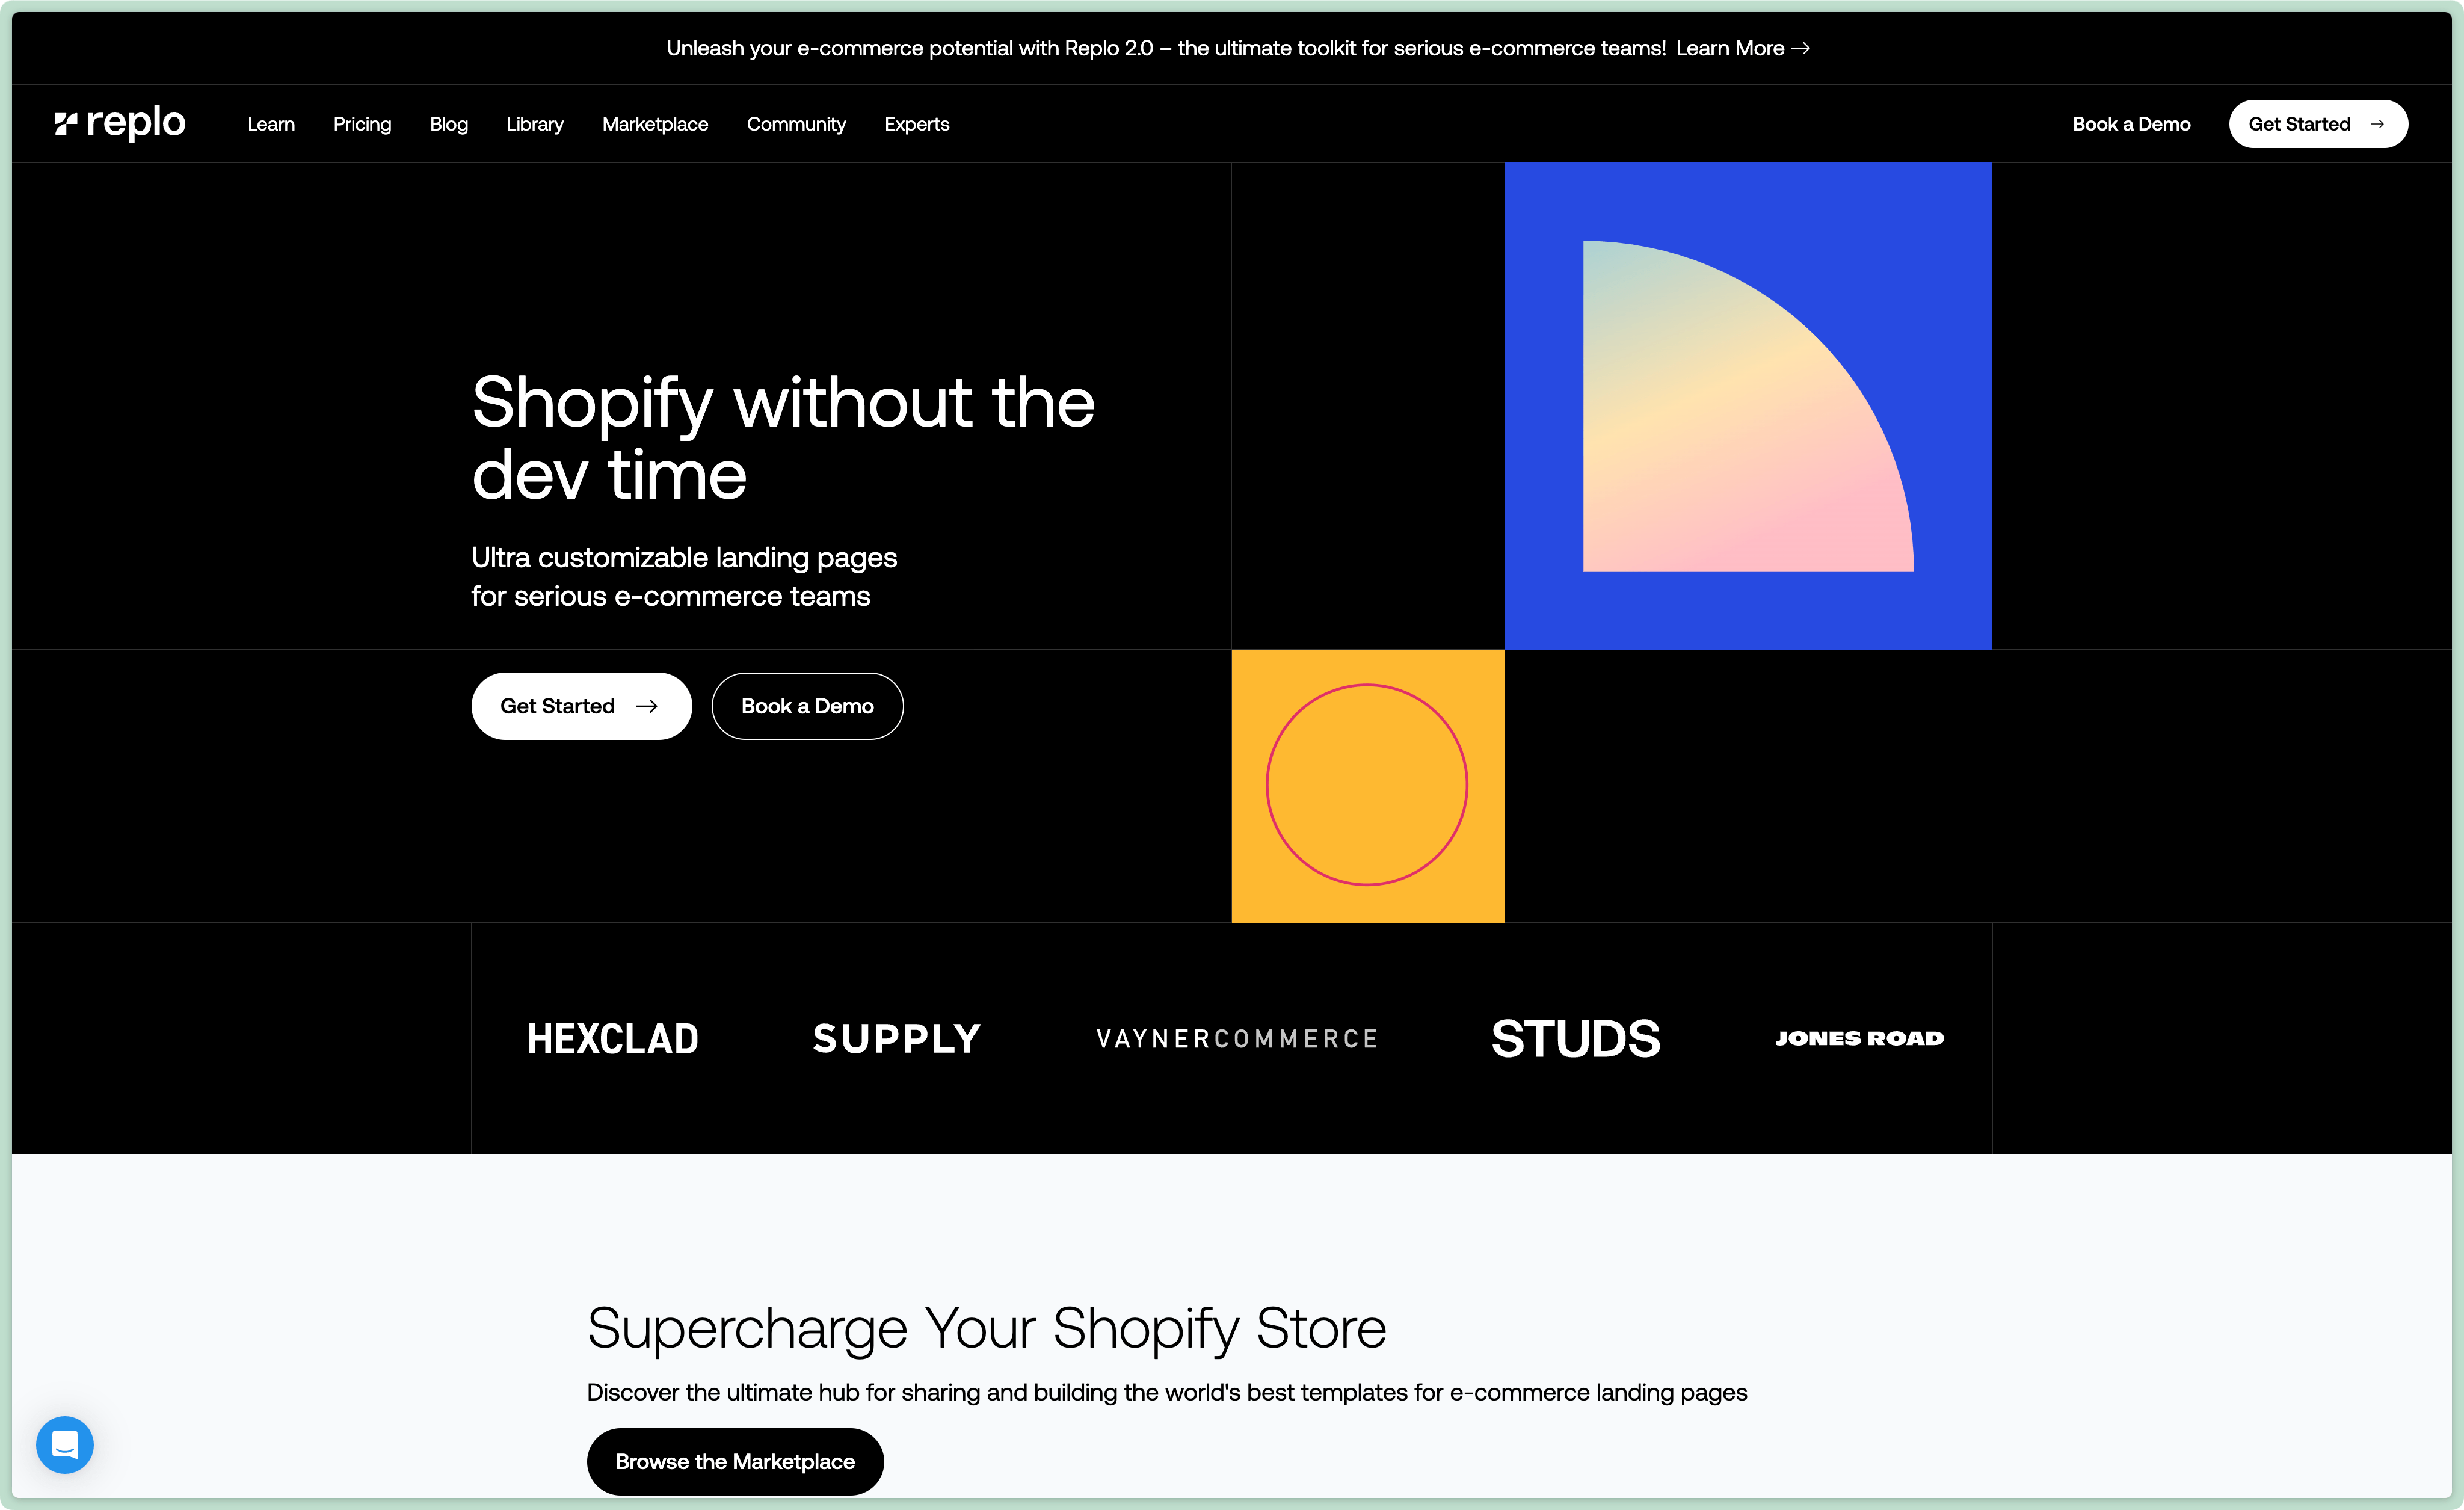 Unleash your e-commerce potential with Replo 2.0 – the ultimate toolkit for serious e-commerce teams! Learn More →
replo
Learn Pricing Blog Library Marketplace Community Experts Book a Demo Get Started →
Shopify without the
dev time
Ultra customizable landing pages
for serious e-commerce teams
Get Started → Book a Demo
HEXCLAD SUPPLY VAYNERCOMMERCE STUDS JONES ROAD
Supercharge Your Shopify Store
Discover the ultimate hub for sharing and building the world's best templates for e-commerce landing pages
Browse the Marketplace